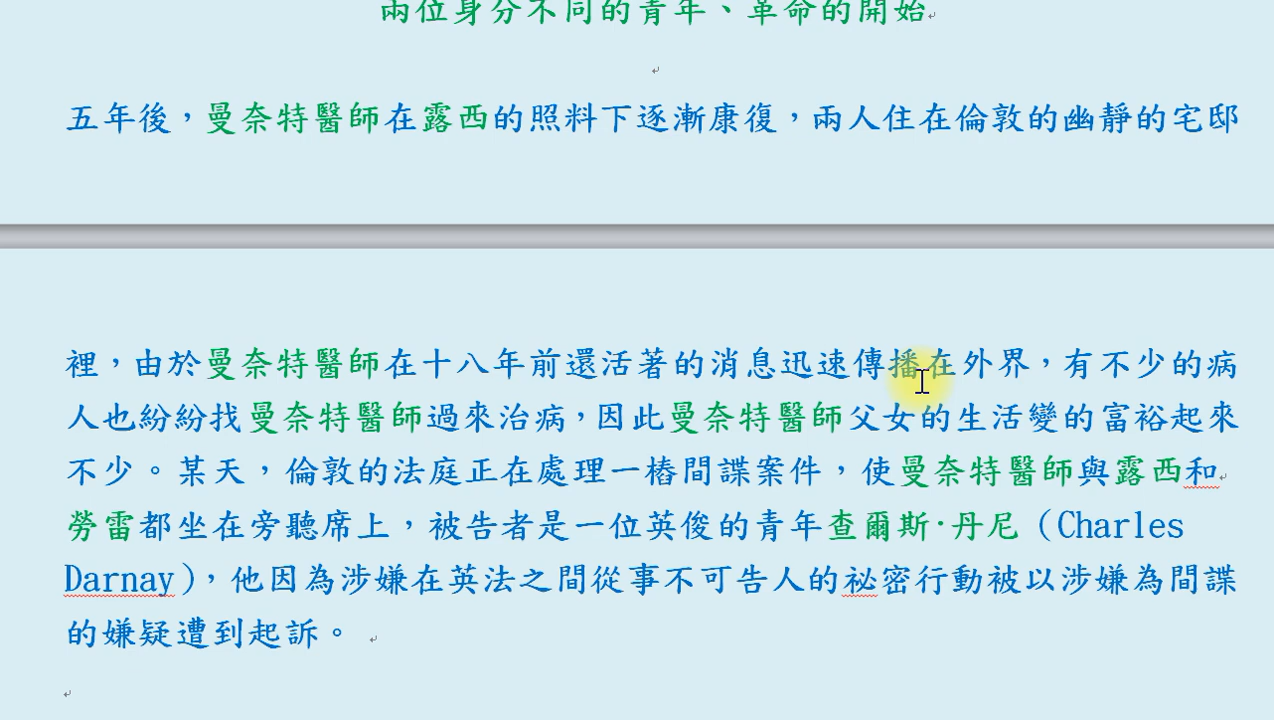 兩位身分不同的青年、革命的開始
五年後，曼奈特醫師在露西的照料下逐漸康復，兩人住在倫敦的幽靜的宅邸
裡，由於曼奈特醫師在十八年前還活著的消息迅速傳播在外界，有不少的病
人也紛紛找曼奈特醫師過來治病，因此曼奈特醫師父女的生活變的富裕起來
不少。某天，倫敦的法庭正在處理一樁間諜案件，使曼奈特醫師與露西和
勞雷都坐在旁聽席上，被告者是一位英俊的青年查爾斯·丹尼（Charles
Darnay），他因為涉嫌在英法之間從事不可告人的祕密行動被以涉嫌為間諜
的嫌疑遭到起訴。